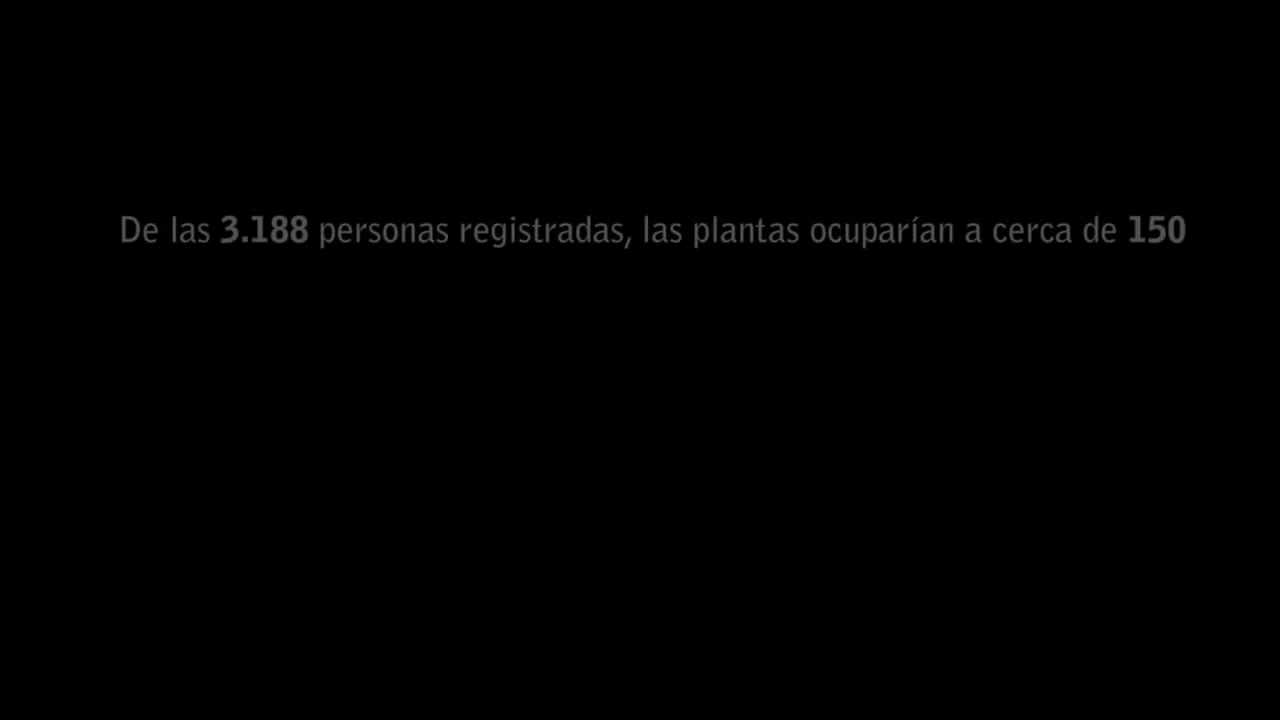 De las 3.188 personas registradas, las plantas ocuparían a cerca de 150